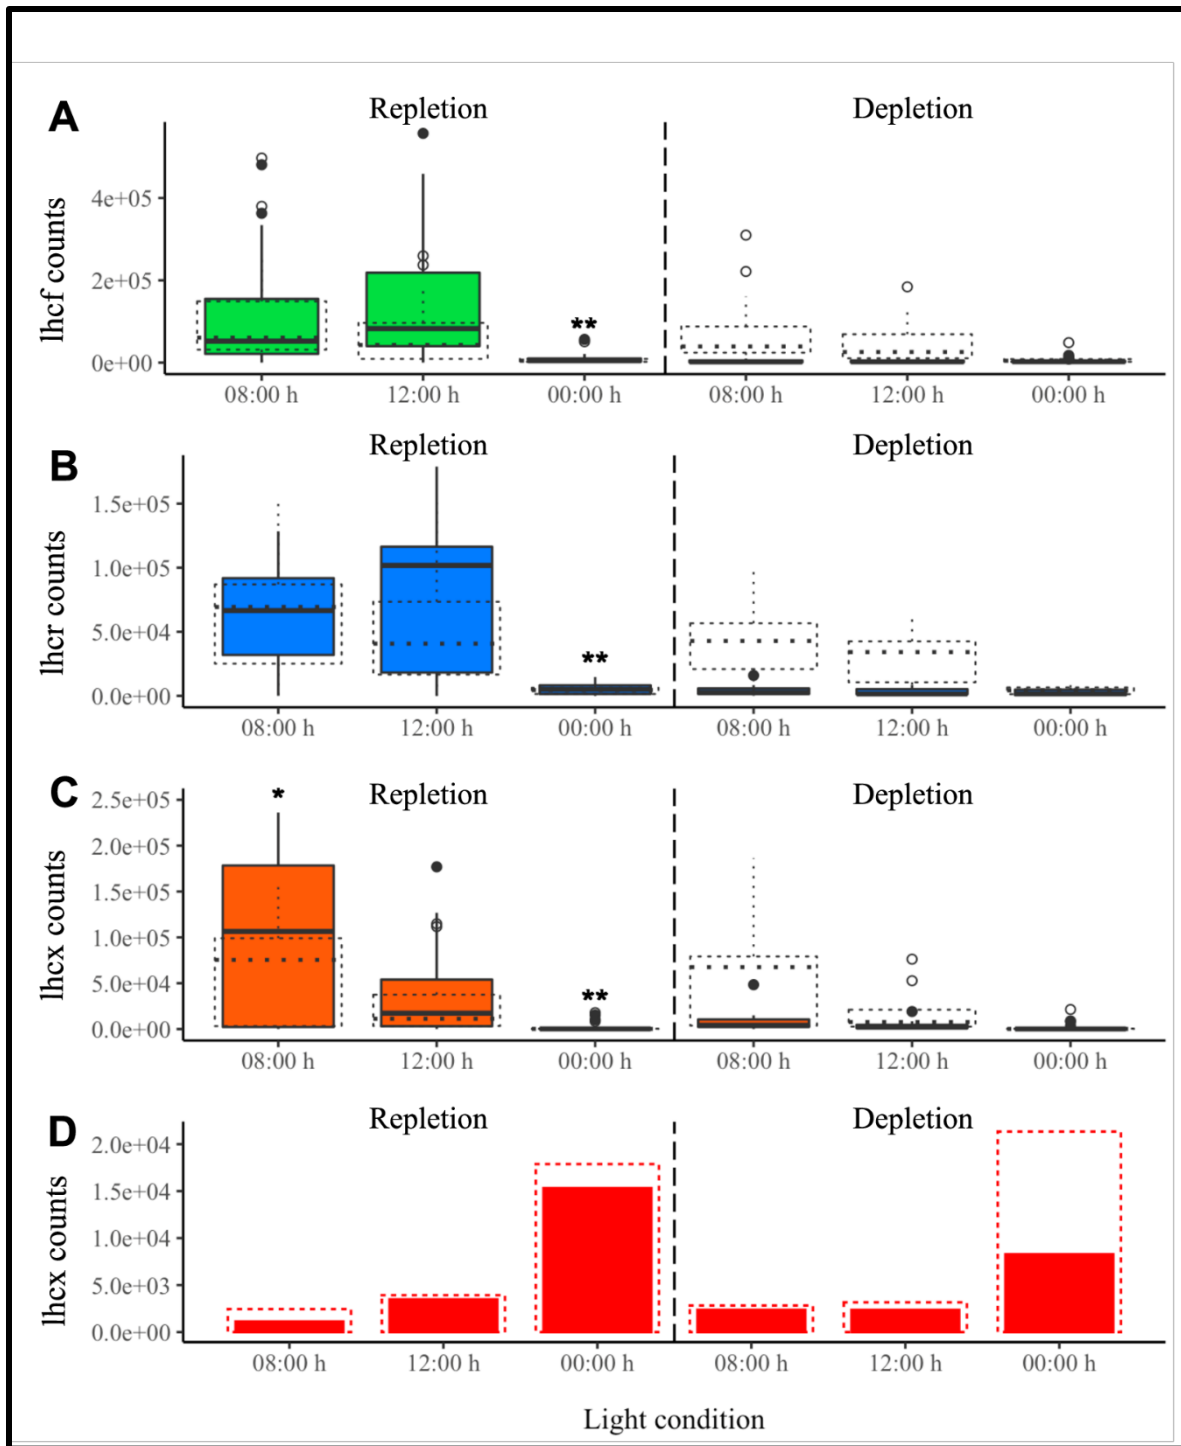 A
Repletion
Depletion
lhcf counts
4e+05
2e+05
0e+00
**
08:00 h
12:00 h
00:00 h
08:00 h
12:00 h
00:00 h
B
Repletion
Depletion
lhcr counts
1.5e+05
1.0e+05
5.0e+04
0.0e+00
**
08:00 h
12:00 h
00:00 h
08:00 h
12:00 h
00:00 h
C
Repletion
Depletion
lhcx counts
2.5e+05
2.0e+05
1.5e+05
1.0e+05
5.0e+04
0.0e+00
*
**
08:00 h
12:00 h
00:00 h
08:00 h
12:00 h
00:00 h
D
Repletion
Depletion
lhcx counts
2.0e+04
1.5e+04
1.0e+04
5.0e+03
0.0e+00
08:00 h
12:00 h
00:00 h
08:00 h
12:00 h
00:00 h
Light condition